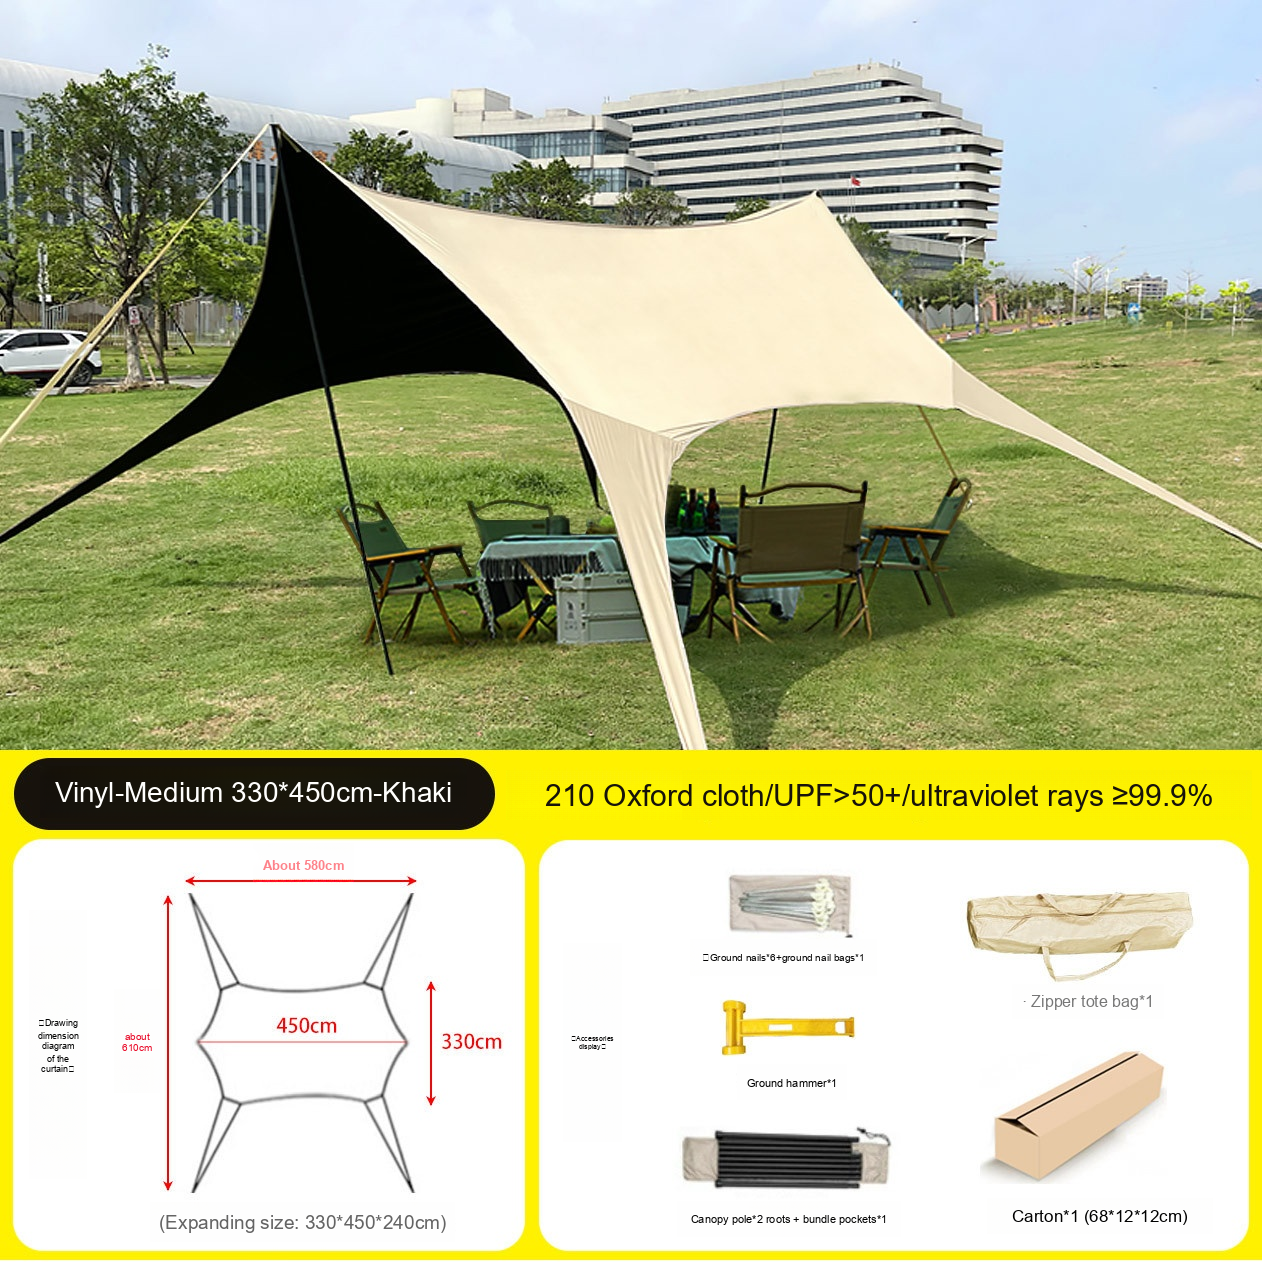 Vinyl-Medium 330*450cm-Khaki
210 Oxford cloth/UPF>50+/ultraviolet rays ≥99.9%
About 580cm
450cm
330cm
about
610cm
□Drawing
dimension
diagram
of the
curtain□
(Expanding size: 330*450*240cm)
□Accessories
display□
□Ground nails*6+ground nail bags*1
· Zipper tote bag*1
Ground hammer*1
Canopy pole*2 roots + bundle pockets*1
Carton*1 (68*12*12cm)